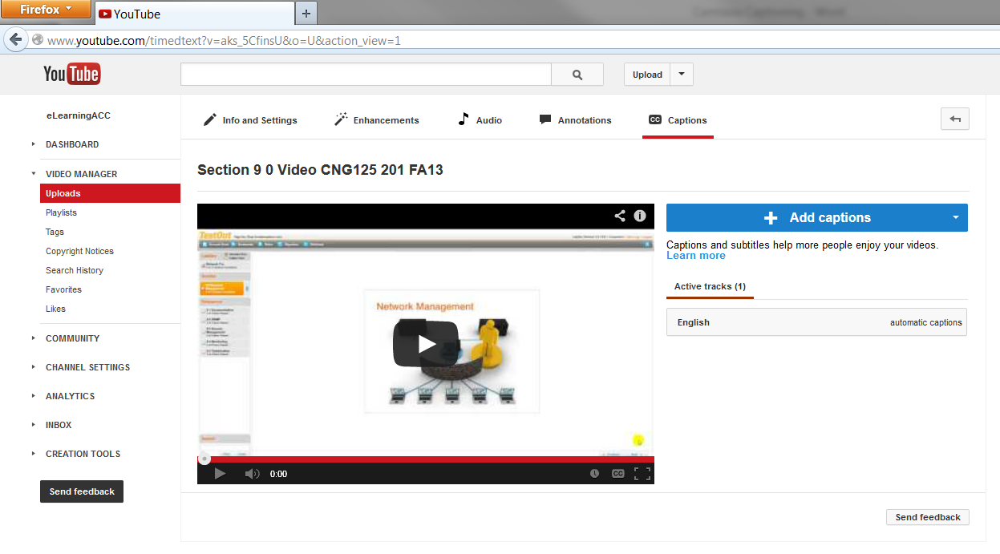 Firefox
YouTube
www.youtube.com/timedtext?v=aks_5CfinsU&o=U&action_view=1
YouTube
Upload
eLearningACC
DASHBOARD
VIDEO MANAGER
Uploads
Playlists
Tags
Copyright Notices
Search History
Favorites
Likes
COMMUNITY
CHANNEL SETTINGS
ANALYTICS
INBOX
CREATION TOOLS
Send feedback
Info and Settings
Enhancements
Audio
Annotations
CC Captions
Section 9 0 Video CNG125 201 FA13
TestOut
Network Management
0:00
CC
Add captions
Captions and subtitles help more people enjoy your videos.
Learn more
Active tracks (1)
English
automatic captions
Send feedback